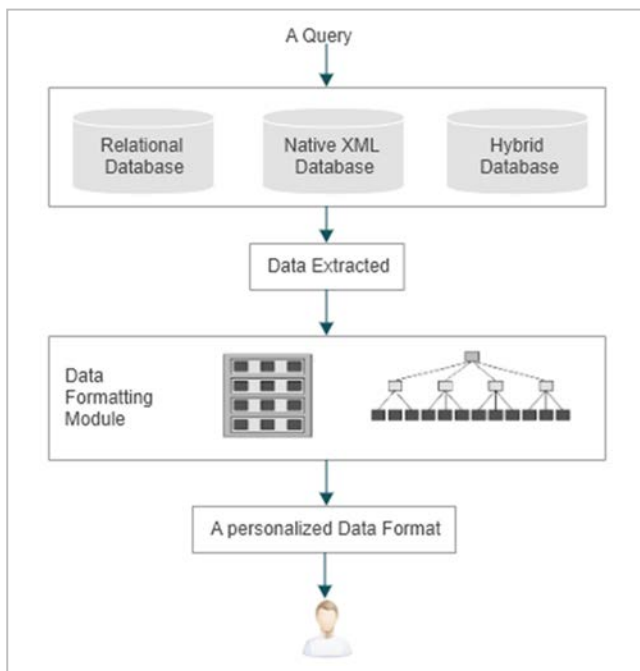 A Query
Relational
Database
Native XML
Database
Hybrid
Database
Data Extracted
Data
Formatting
Module
A personalized Data Format